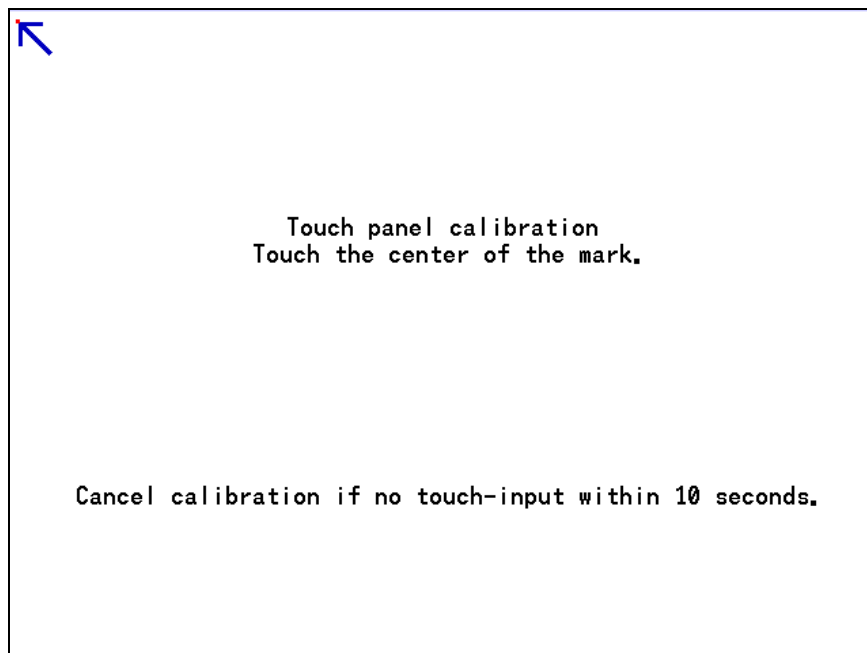 Touch panel calibration
Touch the center of the mark.
Cancel calibration if no touch-input within 10 seconds.